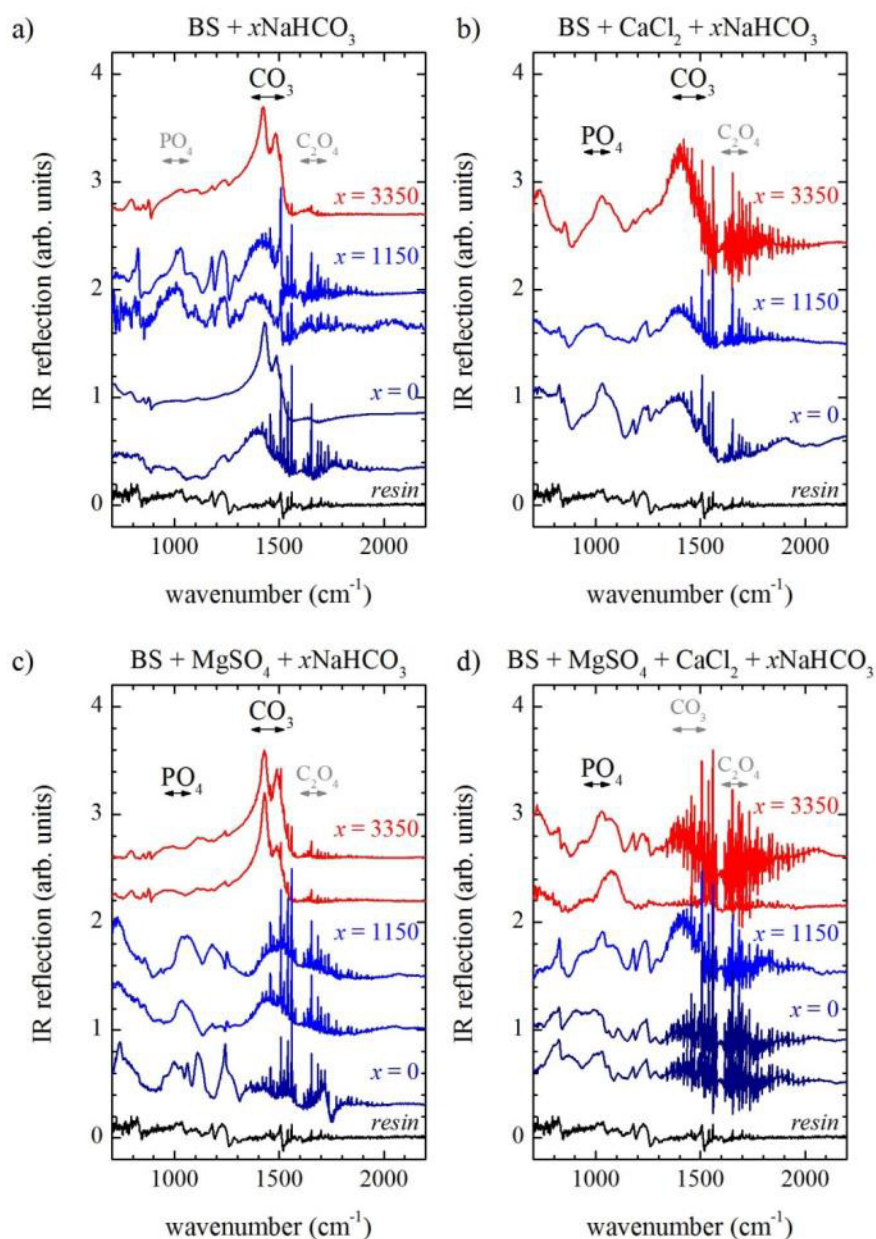 a) BS + xNaHCO₃
4
CO₃
PO₄ C₂O₄
3
x = 3350
x = 1150
2
1
x = 0
resin
0
IR reflection (arb. units)
1000 1500 2000
wavenumber (cm⁻¹)
b) BS + CaCl₂ + xNaHCO₃
4
CO₃
PO₄ C₂O₄
3
x = 3350
2
x = 1150
1
x = 0
resin
0
IR reflection (arb. units)
1000 1500 2000
wavenumber (cm⁻¹)
c) BS + MgSO₄ + xNaHCO₃
4
CO₃
PO₄ C₂O₄
3
x = 3350
2
x = 1150
1
x = 0
resin
0
IR reflection (arb. units)
1000 1500 2000
wavenumber (cm⁻¹)
d) BS + MgSO₄ + CaCl₂ + xNaHCO₃
4
CO₃
PO₄ C₂O₄
3
x = 3350
2
x = 1150
1
x = 0
resin
0
IR reflection (arb. units)
1000 1500 2000
wavenumber (cm⁻¹)